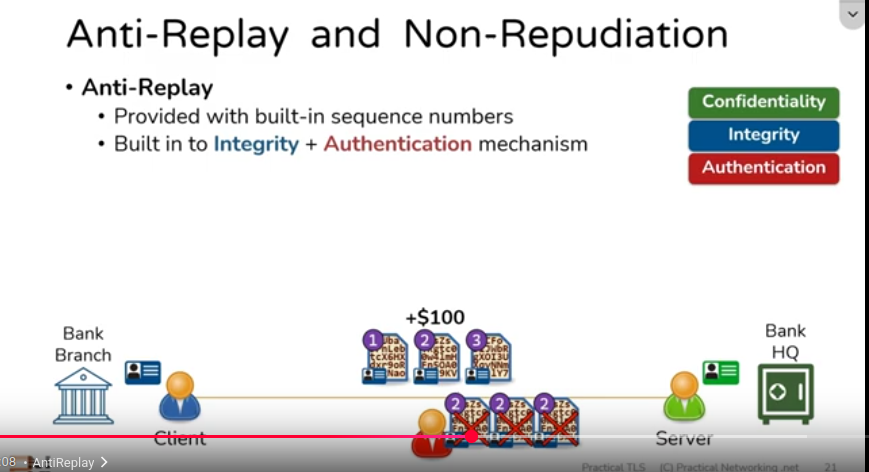 Anti-Replay and Non-Repudiation
• Anti-Replay
• Provided with built-in sequence numbers
• Built in to Integrity + Authentication mechanism
Confidentiality
Integrity
Authentication
+$100
Bank
Branch
Bank
HQ
1
2
3
2
2
2
Client
Server
:08 • AntiReplay
Practical TLS (C) Practical Networking .net 21